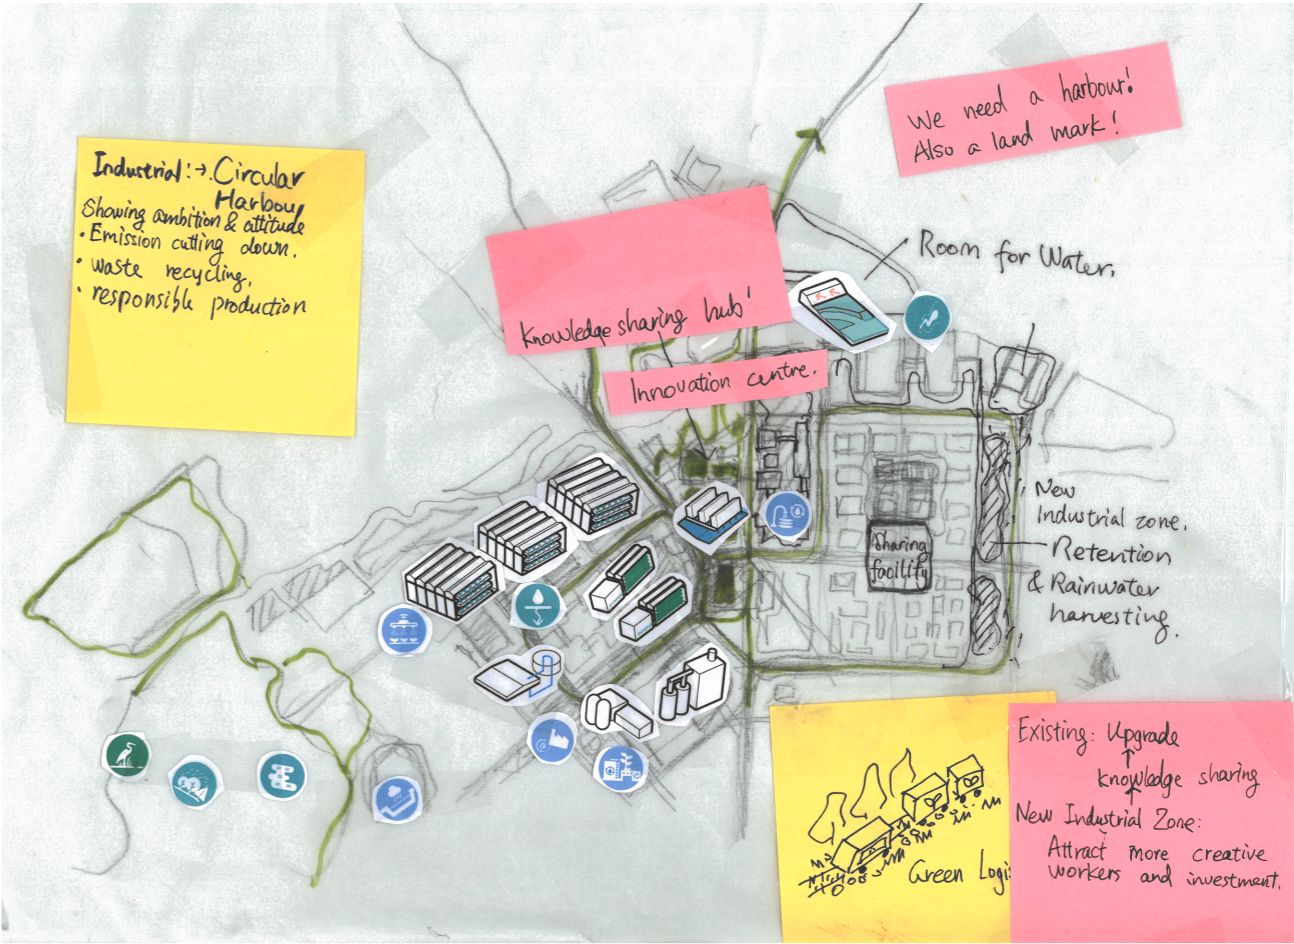 Industrial: → Circular
Harbour
Showing ambition & attitude
• Emission cutting down.
• waste recycling.
• responsible production
We need a harbour!
Also a land mark!
Room for Water.
Knowledge sharing hub!
Innovation centre.
Sharing
facility
New
Industrial zone.
Retention
& Rainwater
harvesting.
Green Logis
Existing: Upgrade
knowledge sharing
New Industrial Zone:
Attract more creative
workers and investment.